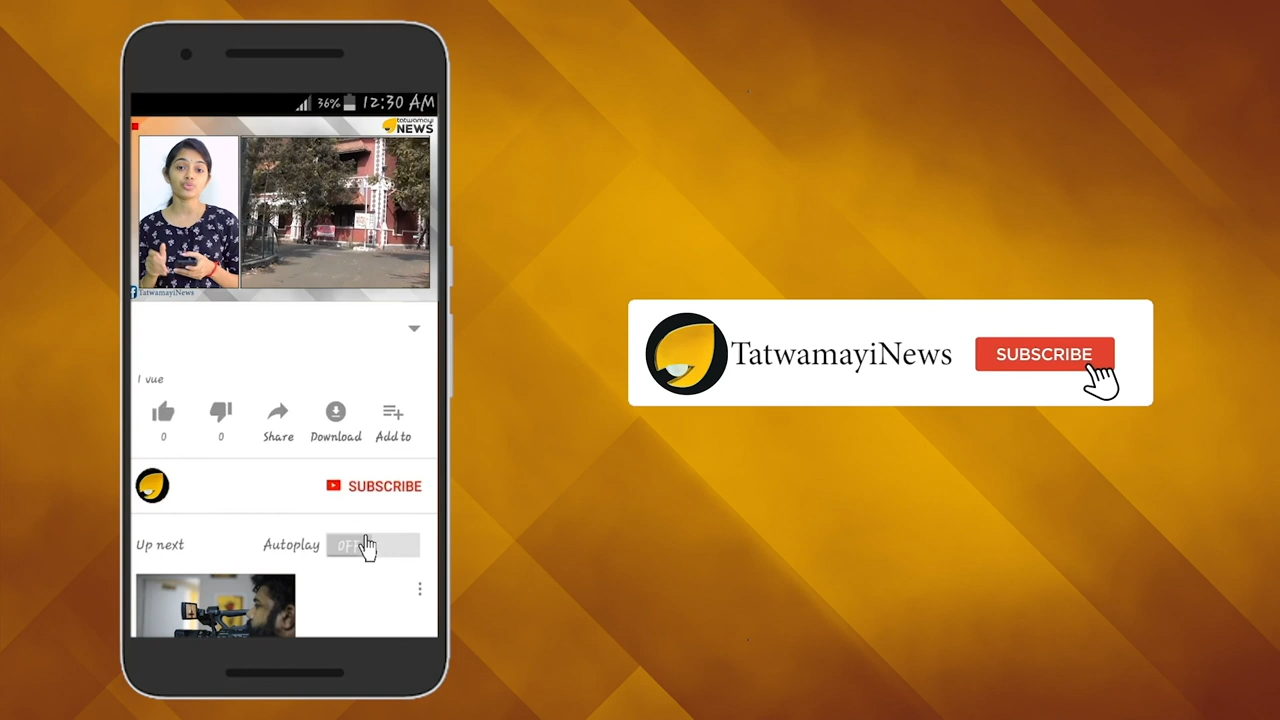 36% 12:30 AM
tatwamayi
NEWS
TatwamayiNews
1 vue
0 0 Share Download Add to
SUBSCRIBE
Up next Autoplay OFF
TatwamayiNews SUBSCRIBE